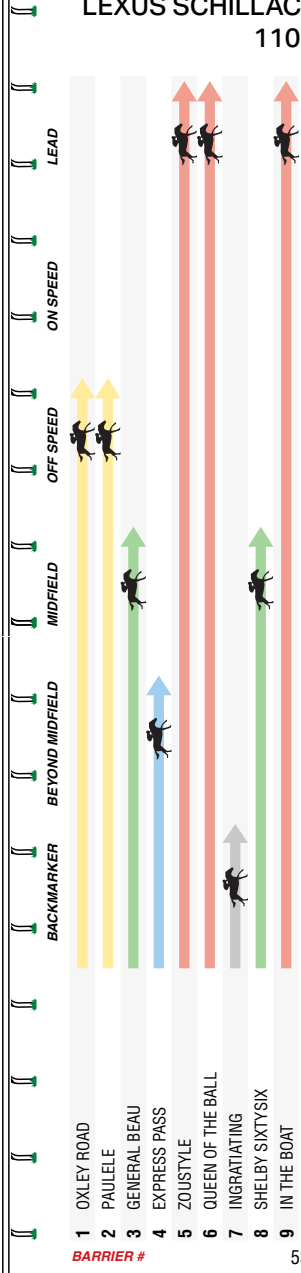 LEXUS SCHILLAC
110
LEAD
ON SPEED
OFF SPEED
MIDFIELD
BEYOND MIDFIELD
BACKMARKER
1 OXLEY ROAD
2 PAULELE
3 GENERAL BEAU
4 EXPRESS PASS
5 ZOUSTYLE
6 QUEEN OF THE BALL
7 INGRATIATING
8 SHELBY SIXTYSIX
9 IN THE BOAT
BARRIER #
5